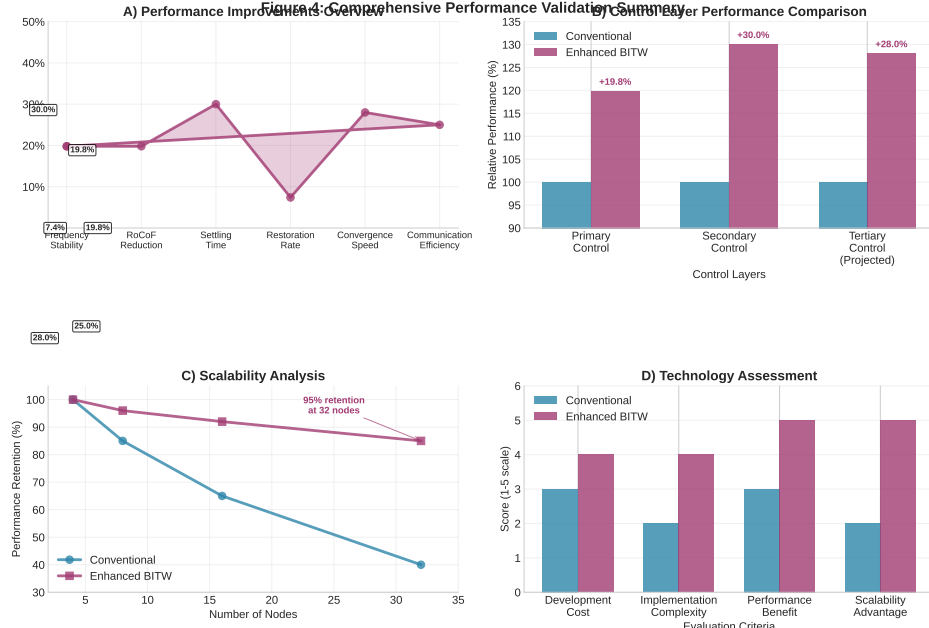 Figure 4: Comprehensive Performance Validation Summary
A) Performance Improvements Overview
50%
40%
30%
20%
10%
30.0%
19.8%
7.4%
19.8%
28.0%
25.0%
Frequency
Stability
RoCoF
Reduction
Settling
Time
Restoration
Rate
Convergence
Speed
Communication
Efficiency
B) Control Layer Performance Comparison
Relative Performance (%)
135
130
125
120
115
110
105
100
95
90
Conventional
Enhanced BITW
+19.8%
+30.0%
+28.0%
Primary
Control
Secondary
Control
Tertiary
Control
(Projected)
Control Layers
C) Scalability Analysis
Performance Retention (%)
100
90
80
70
60
50
40
30
95% retention
at 32 nodes
Conventional
Enhanced BITW
5
10
15
20
25
30
35
Number of Nodes
D) Technology Assessment
Score (1-5 scale)
6
5
4
3
2
1
0
Conventional
Enhanced BITW
Development
Cost
Implementation
Complexity
Performance
Benefit
Scalability
Advantage
Evaluation Criteria